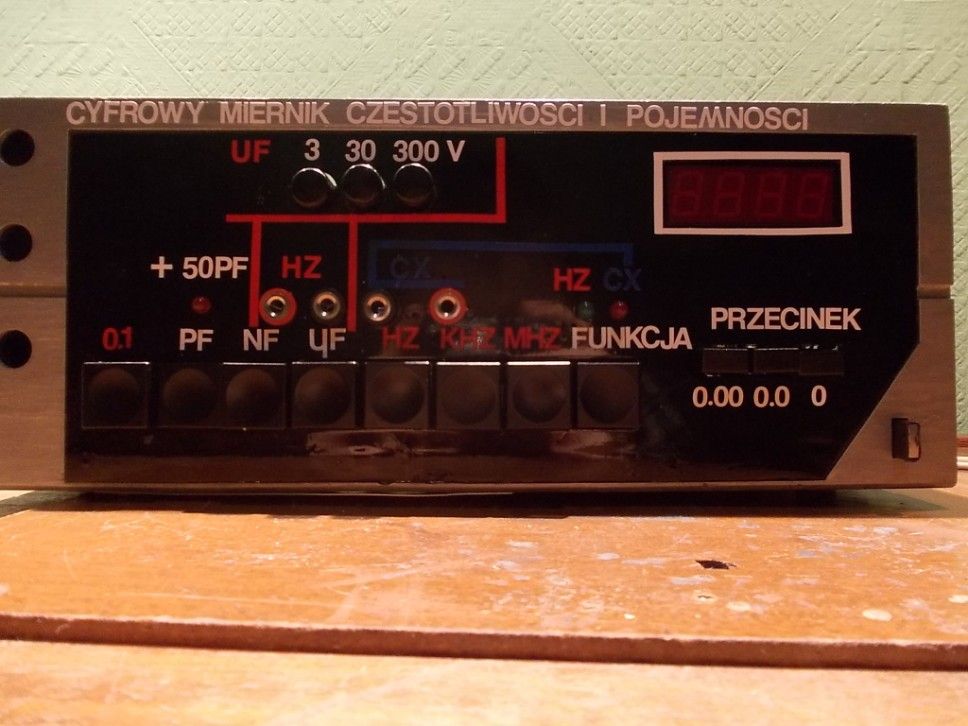 CYFROWY MIERNIK CZESTOTLIWOSCI I POJEMNOSCI
UF 3 30 300 V
8888
+ 50PF HZ CX HZ CX
0.1 PF NF ɥF HZ KHZ MHZ FUNKCJA
PRZECINEK
0.00 0.0 0